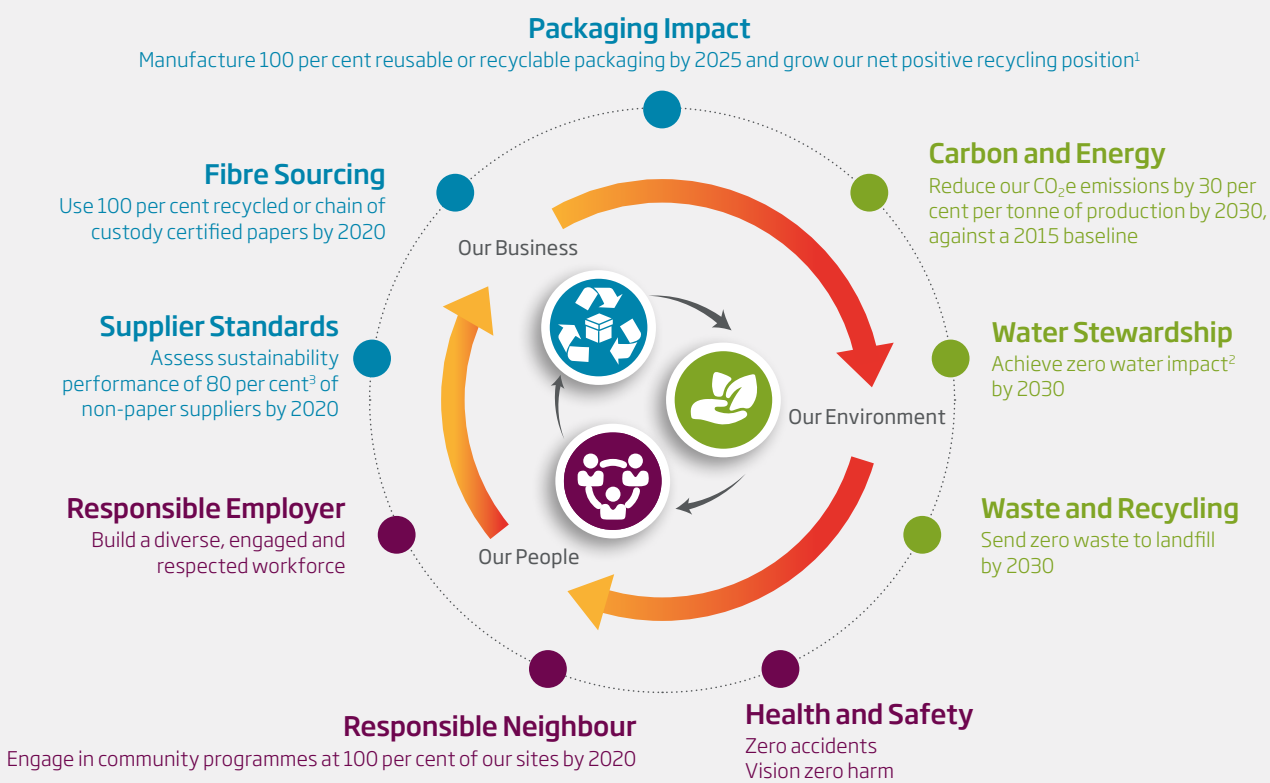 Packaging Impact
Manufacture 100 per cent reusable or recyclable packaging by 2025 and grow our net positive recycling position¹
Carbon and Energy
Reduce our CO₂e emissions by 30 per
cent per tonne of production by 2030,
against a 2015 baseline
Water Stewardship
Achieve zero water impact²
by 2030
Waste and Recycling
Send zero waste to landfill
by 2030
Health and Safety
Zero accidents
Vision zero harm
Responsible Neighbour
Engage in community programmes at 100 per cent of our sites by 2020
Responsible Employer
Build a diverse, engaged and
respected workforce
Supplier Standards
Assess sustainability
performance of 80 per cent³ of
non-paper suppliers by 2020
Fibre Sourcing
Use 100 per cent recycled or chain of
custody certified papers by 2020
Our Business
Our Environment
Our People